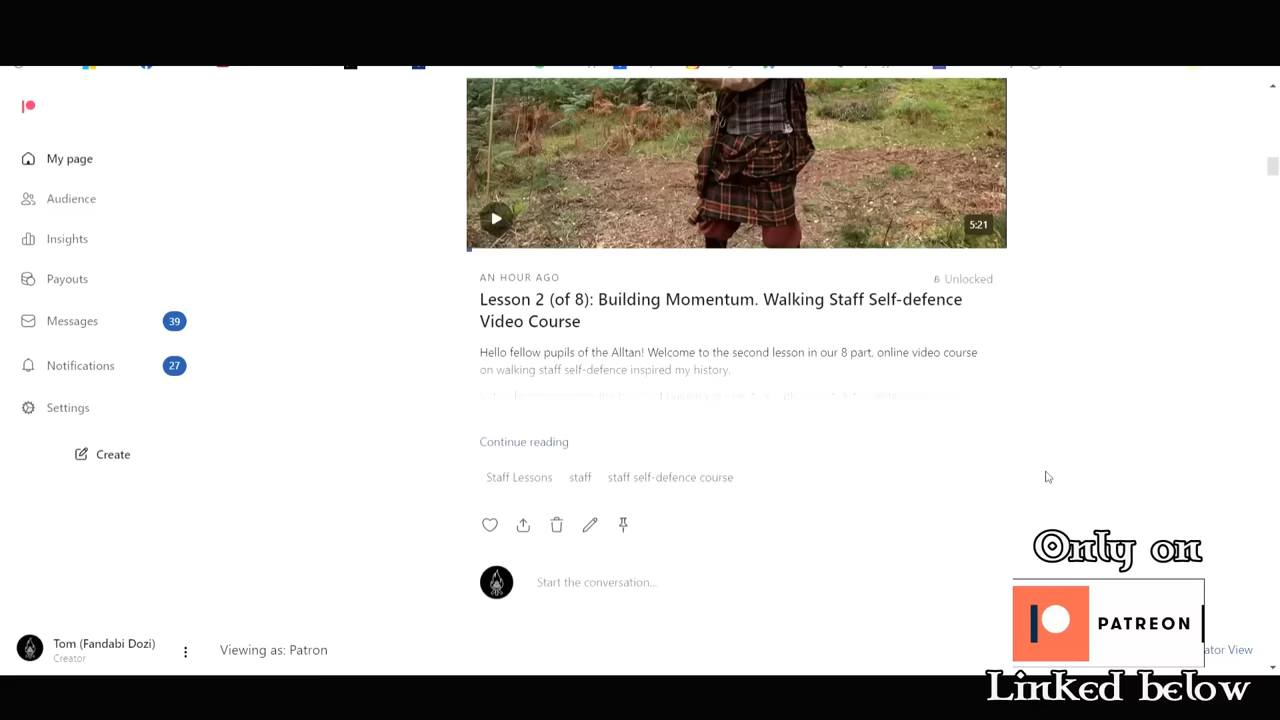 My page
Audience
Insights
Payouts
Messages 39
Notifications 27
Settings
Create
Tom (Fandabi Dozi)
Creator
5:21
AN HOUR AGO
Unlocked
Lesson 2 (of 8): Building Momentum. Walking Staff Self-defence
Video Course
Hello fellow pupils of the Alltan! Welcome to the second lesson in our 8 part, online video course
on walking staff self-defence inspired my history.
Continue reading
Staff Lessons staff staff self-defence course
Start the conversation...
Viewing as: Patron
ator View
Only on
PATREON
Linked below